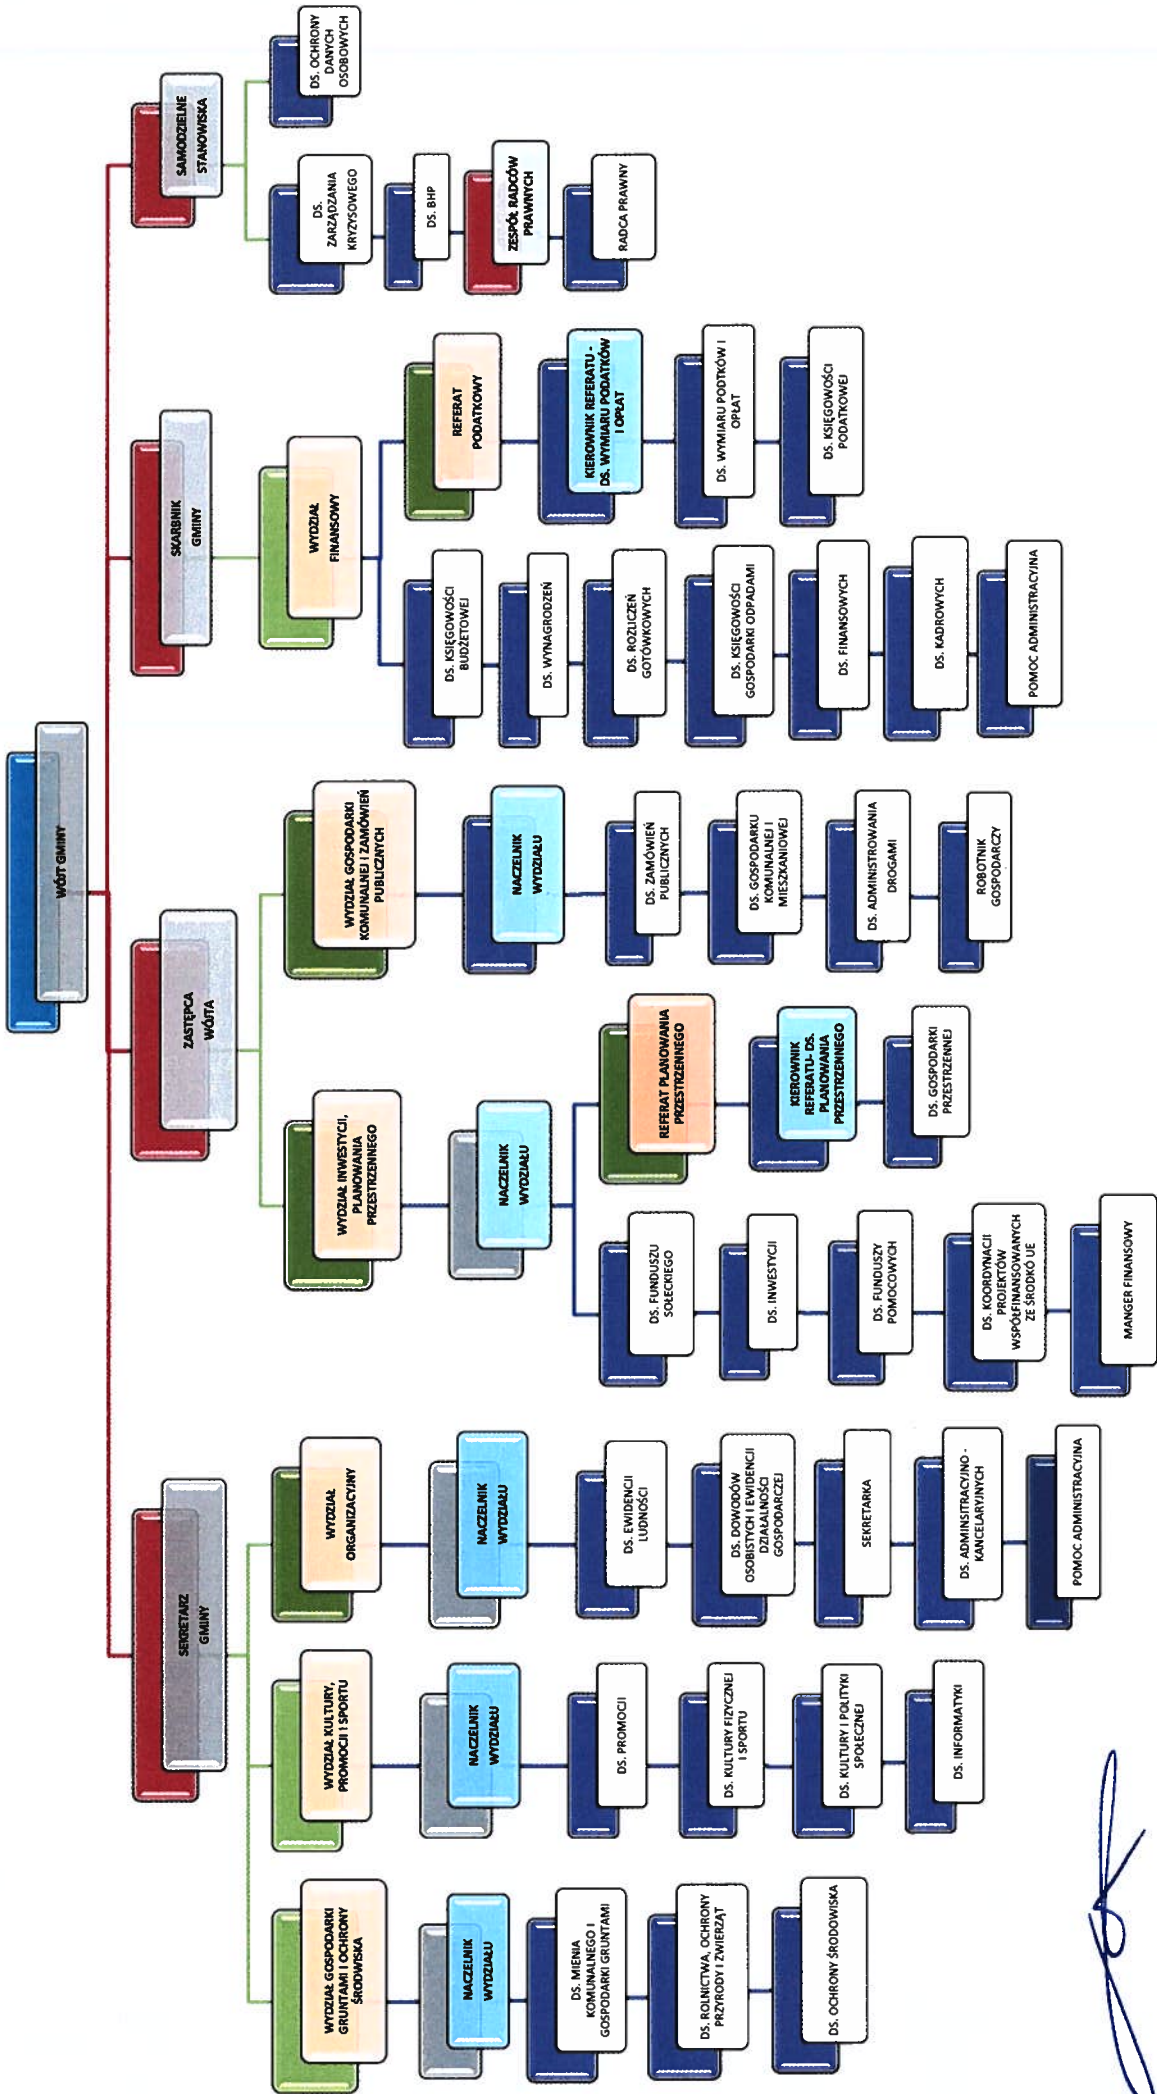 WÓJT GMINY
SEKRETARZ
GMINY
ZASTĘPCA
WÓJTA
SKARBNIK
GMINY
SAMODZIELNE
STANOWISKA
WYDZIAŁ GOSPODARKI
GRUNTAMI I OCHRONY
ŚRODOWISKA
NACZELNIK
WYDZIAŁU
DS. MIENIA
KOMUNALNEGO I
GOSPODARKI GRUNTAMI
DS. ROLNICTWA, OCHRONY
PRZYRODY I ZWIERZĄT
DS. OCHRONY ŚRODOWISKA
WYDZIAŁ KULTURY,
PROMOCJI I SPORTU
NACZELNIK
WYDZIAŁU
DS. PROMOCJI
DS. KULTURY FIZYCZNEJ
I SPORTU
DS. KULTURY I POLITYKI
SPOŁECZNEJ
DS. INFORMATYKI
WYDZIAŁ
ORGANIZACYJNY
NACZELNIK
WYDZIAŁU
DS. EWIDENCJI
LUDNOŚCI
DS. DOWODÓW
OSOBISTYCH I EWIDENCJI
DZIAŁALNOŚCI
GOSPODARCZEJ
SEKRETARKA
DS. ADMINSITRACYJNO -
KANCELARYJNYCH
POMOC ADMINISTRACYJNA
WYDZIAŁ INWESTYCJI,
PLANOWANIA
PRZESTRZENNEGO
NACZELNIK
WYDZIAŁU
DS. FUNDUSZU
SOŁECKIEGO
DS. INWESTYCJI
DS. FUNDUSZY
POMOCOWYCH
DS. KOORDYNACJI
PROJEKTÓW
WSPÓŁFINANSOWANYCH
ZE ŚRODKÓ UE
MANGER FINANSOWY
REFERAT PLANOWANIA
PRZESTRZENNEGO
KIEROWNIK
REFERATU- DS.
PLANOWANIA
PRZESTRZENNEGO
DS. GOSPODARKI
PRZESTRZENNEJ
WYDZIAŁ GOSPODARKI
KOMUNALNEJ I ZAMÓWIEŃ
PUBLICZNYCH
NACZELNIK
WYDZIAŁU
DS. ZAMÓWIEŃ
PUBLICZNYCH
DS. GOSPODARKU
KOMUNALNEJ I
MIESZKANIOWEJ
DS. ADMINISTROWANIA
DROGAMI
ROBOTNIK
GOSPODARCZY
WYDZIAŁ
FINANSOWY
DS. KSIĘGOWOŚCI
BUDŻETOWEJ
DS. WYNAGRODZEŃ
DS. ROZLICZEŃ
GOTÓWKOWYCH
DS. KSIĘGOWOŚCI
GOSPODARKI ODPADAMI
DS. FINANSOWYCH
DS. KADROWYCH
POMOC ADMINISTRACYJNA
REFERAT
PODATKOWY
KIEROWNIK REFERATU -
DS. WYMIARU PODATKÓW
I OPŁAT
DS. WYMIARU PODTKÓW I
OPŁAT
DS. KSIĘGOWOŚCI
PODATKOWEJ
DS.
ZARZĄDZANIA
KRYZYSOWEGO
DS. BHP
ZESPÓŁ RADCÓW
PRAWNYCH
RADCA PRAWNY
DS. OCHRONY
DANYCH
OSOBOWYCH